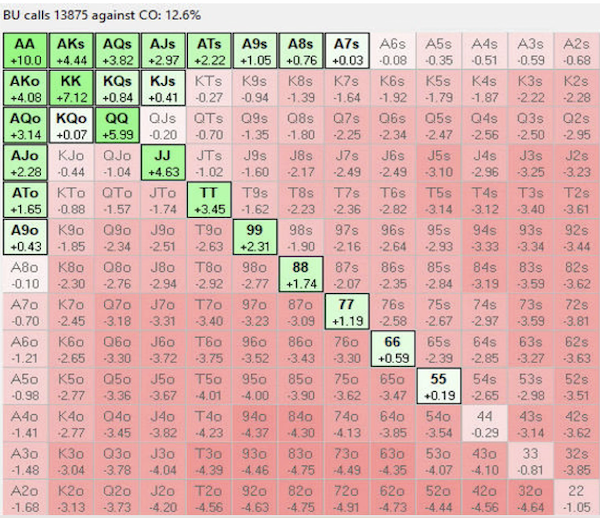 BU calls 13875 against CO: 12.6%
AA AKs AQs AJs ATs A9s A8s A7s A6s A5s A4s A3s A2s
+10.0 +4.44 +3.82 +2.97 +2.22 +1.05 +0.76 +0.03 -0.08 -0.35 -0.51 -0.59 -0.68
AKo KK KQs KJs KTs K9s K8s K7s K6s K5s K4s K3s K2s
+4.08 +7.12 +0.84 +0.41 -0.27 -0.94 -1.39 -1.64 -1.92 -1.79 -1.87 -2.22 -2.28
AQo KQo QQ QJs QTs Q9s Q8s Q7s Q6s Q5s Q4s Q3s Q2s
+3.14 +0.07 +5.99 -0.20 -0.70 -1.35 -1.80 -2.25 -2.34 -2.47 -2.56 -2.50 -2.95
AJo KJo QJo JJ JTs J9s J8s J7s J6s J5s J4s J3s J2s
+2.28 -0.44 -1.04 +4.63 -1.02 -1.60 -2.17 -2.49 -2.49 -3.10 -2.96 -3.25 -3.23
ATo KTo QTo JTo TT T9s T8s T7s T6s T5s T4s T3s T2s
+1.65 -0.88 -1.57 -1.74 +3.45 -1.62 -2.23 -2.36 -2.82 -3.14 -3.12 -3.40 -3.61
A9o K9o Q9o J9o T9o 99 98s 97s 96s 95s 94s 93s 92s
+0.43 -1.85 -2.34 -2.51 -2.63 +2.31 -1.90 -2.16 -2.64 -2.93 -3.33 -3.34 -3.44
A8o K8o Q8o J8o T8o 98o 88 87s 86s 85s 84s 83s 82s
-0.10 -2.30 -2.76 -2.94 -2.92 -2.77 +1.74 -2.07 -2.35 -2.84 -3.19 -3.59 -3.62
A7o K7o Q7o J7o T7o 97o 87o 77 76s 75s 74s 73s 72s
-0.70 -2.45 -3.18 -3.31 -3.40 -3.23 -3.09 +1.19 -2.58 -2.67 -2.97 -3.59 -3.81
A6o K6o Q6o J6o T6o 96o 86o 76o 66 65s 64s 63s 62s
-1.21 -2.65 -3.30 -3.72 -3.75 -3.52 -3.43 -3.30 +0.59 -2.39 -2.85 -3.27 -3.63
A5o K5o Q5o J5o T5o 95o 85o 75o 65o 55 54s 53s 52s
-0.98 -2.77 -3.36 -3.67 -4.01 -4.00 -3.90 -3.62 -3.47 +0.19 -2.65 -2.98 -3.51
A4o K4o Q4o J4o T4o 94o 84o 74o 64o 54o 44 43s 42s
-1.41 -2.77 -3.45 -3.82 -4.23 -4.37 -4.30 -4.13 -3.85 -3.54 -0.29 -3.14 -3.62
A3o K3o Q3o J3o T3o 93o 83o 73o 63o 53o 43o 33 32s
-1.48 -3.04 -3.78 -4.04 -4.39 -4.46 -4.75 -4.49 -4.35 -4.07 -4.10 -0.81 -3.85
A2o K2o Q2o J2o T2o 92o 82o 72o 62o 52o 42o 32o 22
-1.68 -3.13 -3.73 -4.20 -4.56 -4.63 -4.75 -4.91 -4.73 -4.44 -4.56 -4.64 -1.05